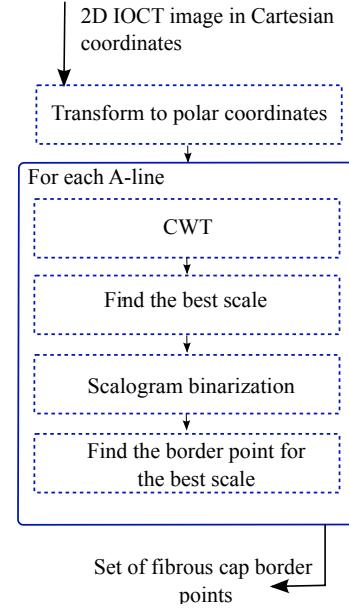 2D IOCT image in Cartesian
coordinates
Transform to polar coordinates
For each A-line
CWT
Find the best scale
Scalogram binarization
Find the border point for
the best scale
Set of fibrous cap border
points